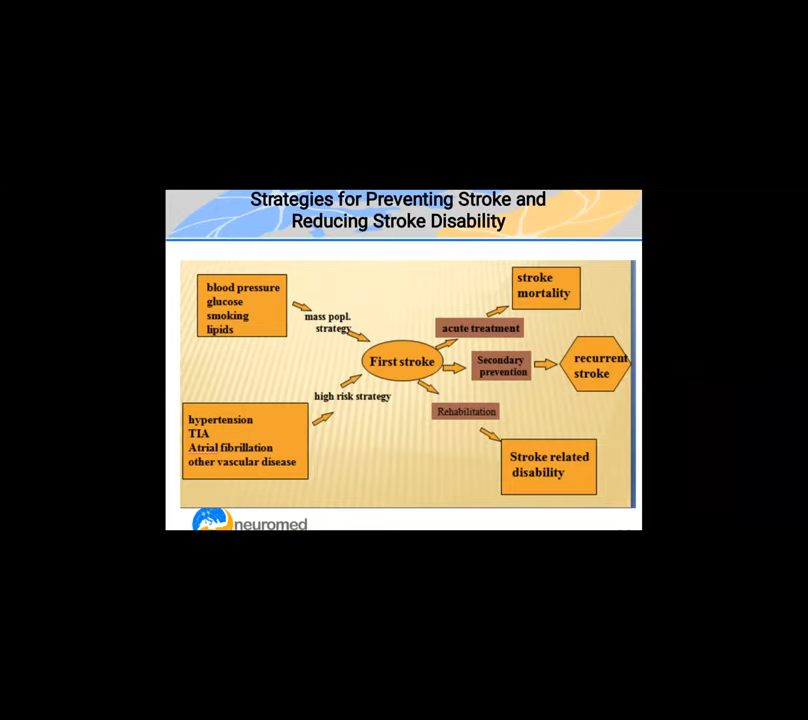 Strategies for Preventing Stroke and
Reducing Stroke Disability
blood pressure
glucose
smoking
lipids
mass popl.
strategy
First stroke
high risk strategy
hypertension
TIA
Atrial fibrillation
other vascular disease
acute treatment
stroke
mortality
Secondary
prevention
recurrent
stroke
Rehabilitation
Stroke related
disability
neuromed